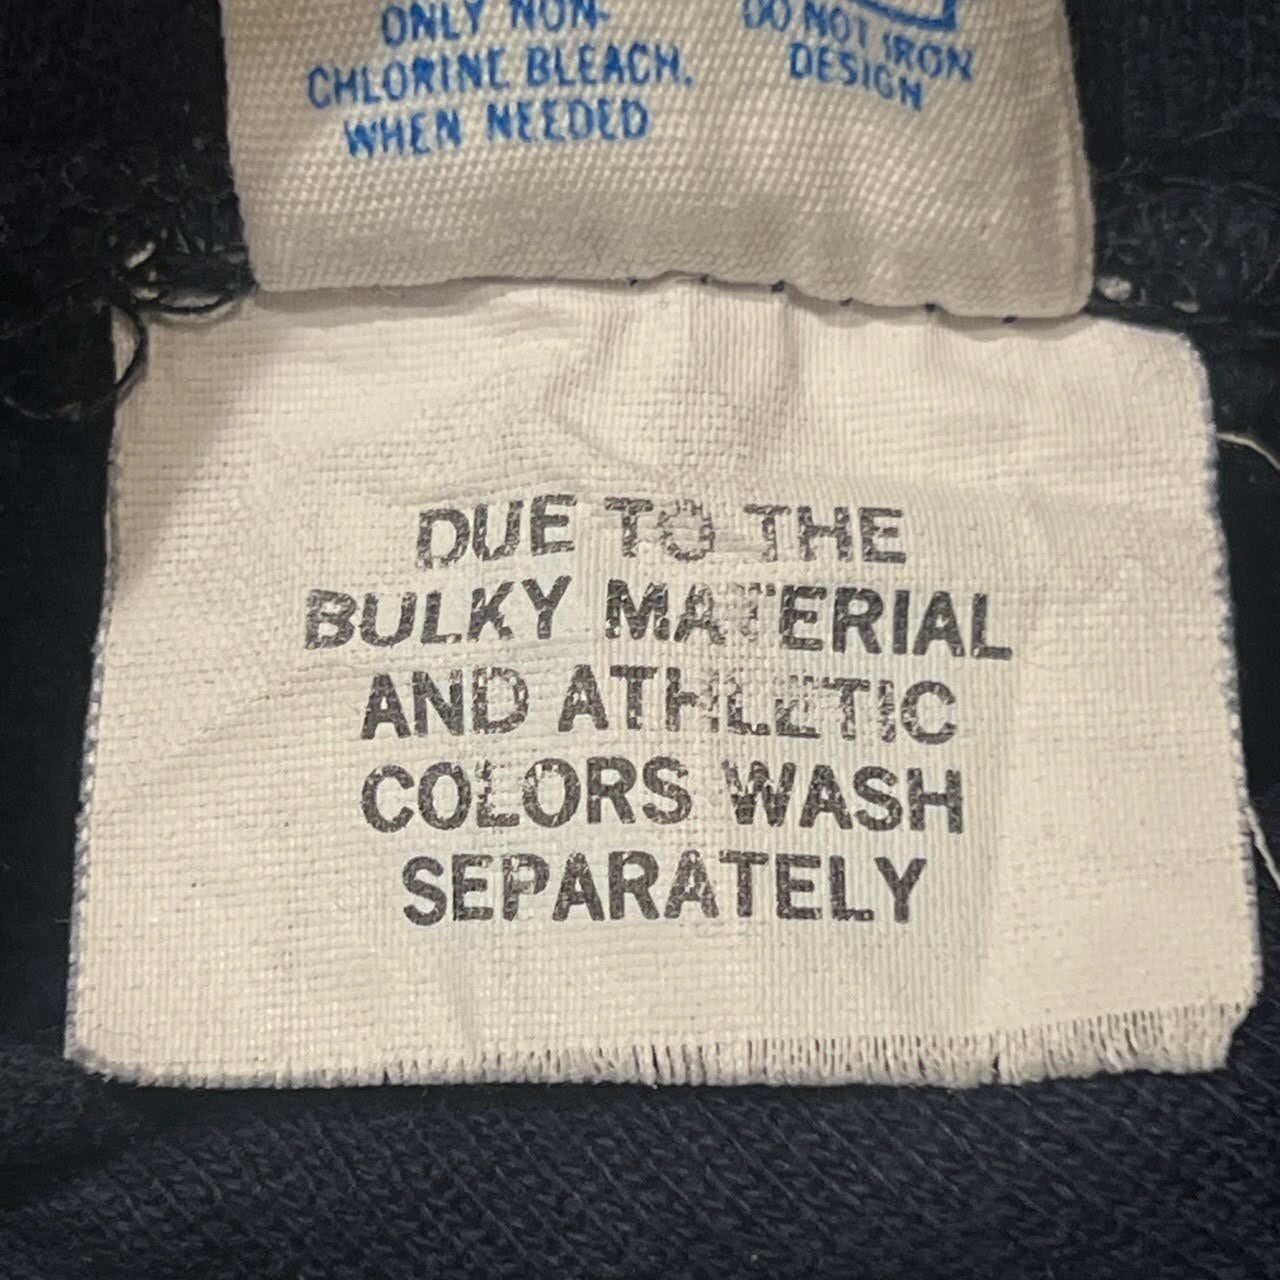 ONLY NON-
CHLORINE BLEACH,
WHEN NEEDED
DO NOT IRON
DESIGN
DUE TO THE
BULKY MATERIAL
AND ATHLETIC
COLORS WASH
SEPARATELY